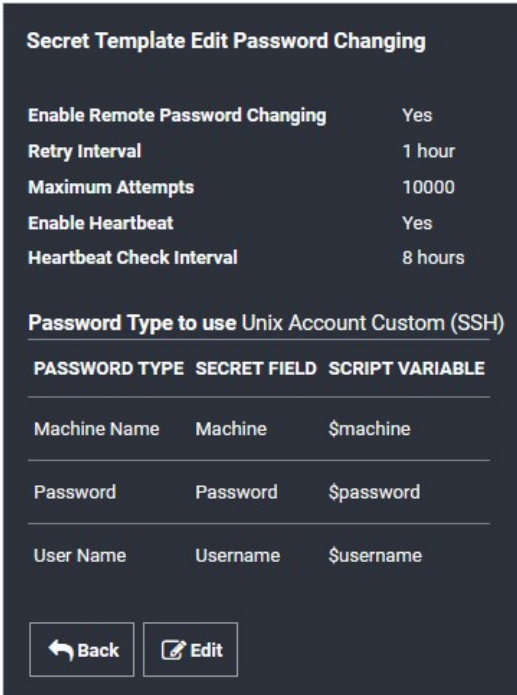 Secret Template Edit Password Changing
Enable Remote Password Changing Yes
Retry Interval 1 hour
Maximum Attempts 10000
Enable Heartbeat Yes
Heartbeat Check Interval 8 hours
Password Type to use Unix Account Custom (SSH)
PASSWORD TYPE SECRET FIELD SCRIPT VARIABLE
Machine Name Machine $machine
Password Password $password
User Name Username $username
Back Edit